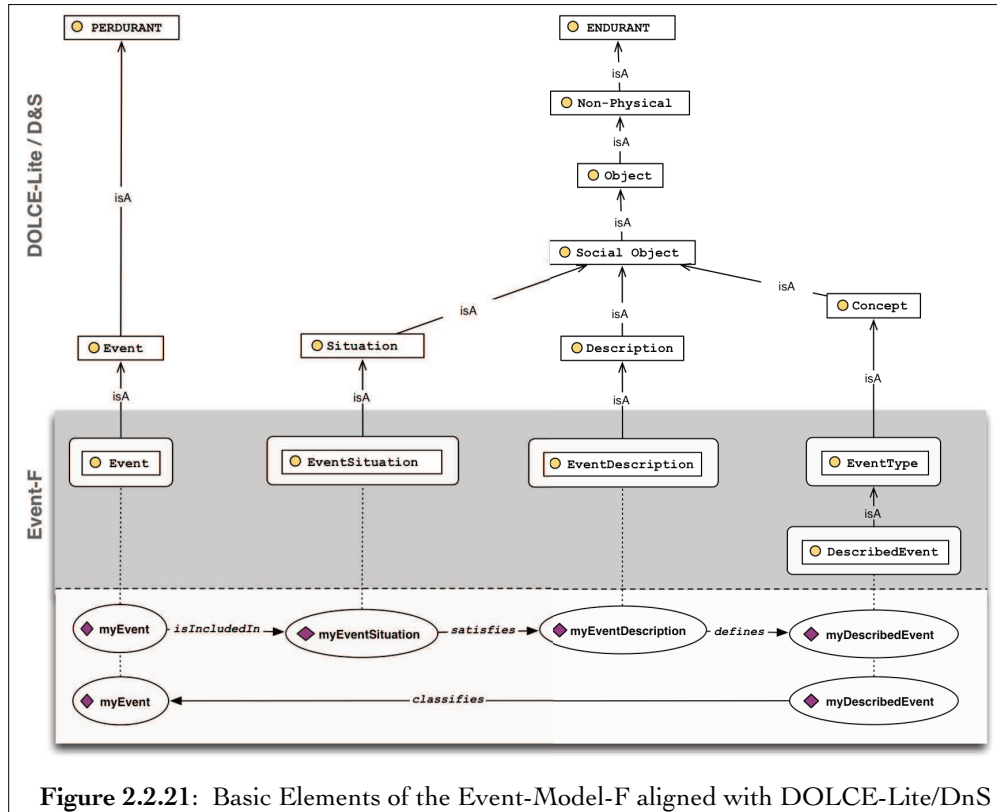 PERDURANT
ENDURANT
isA
Non-Physical
isA
Object
DOLCE-Lite / D&S
isA
isA
Social Object
isA
isA
isA
Concept
Event
Situation
Description
isA
isA
isA
isA
Event-F
Event
EventSituation
EventDescription
EventType
isA
DescribedEvent
myEvent
isIncludedIn
myEventSituation
satisfies
myEventDescription
defines
myDescribedEvent
myEvent
classifies
myDescribedEvent
Figure 2.2.21: Basic Elements of the Event-Model-F aligned with DOLCE-Lite/DnS